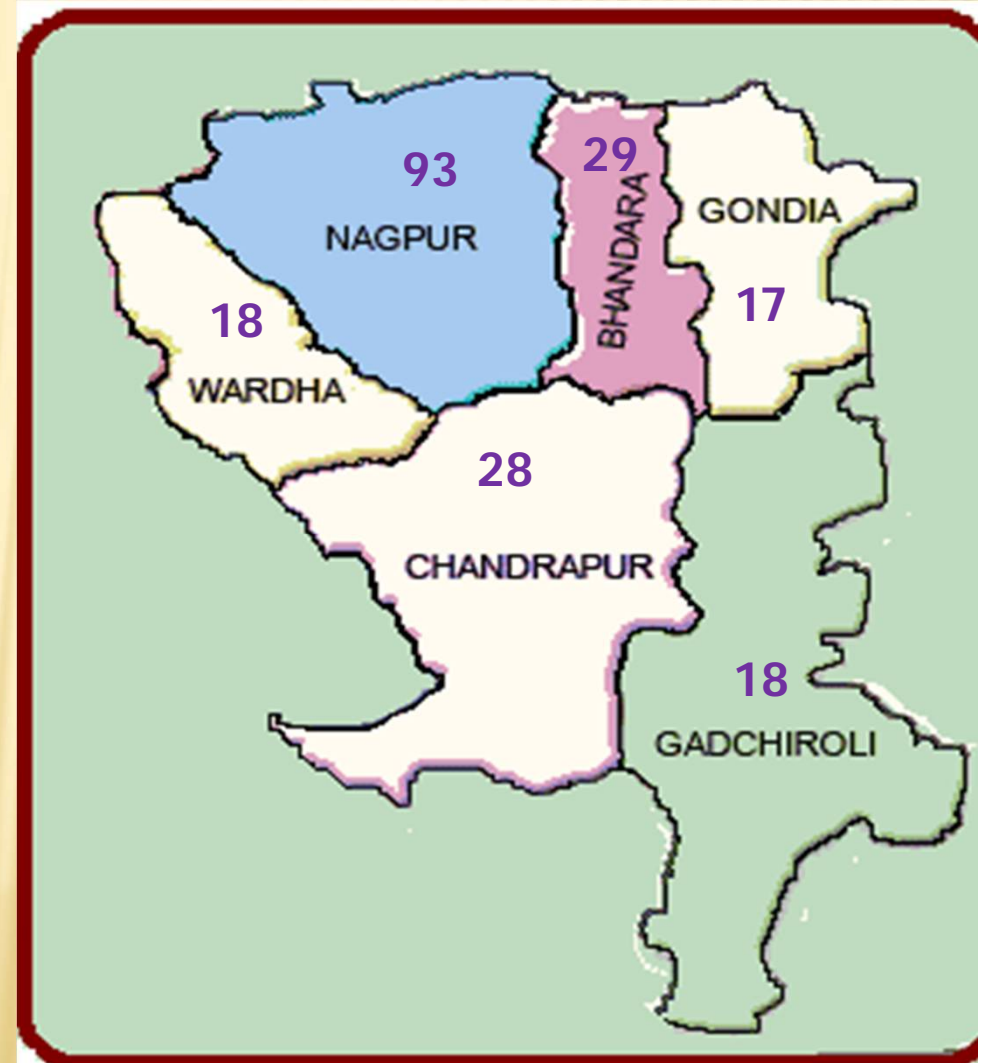 93
NAGPUR
29
BHANDARA
GONDIA
17
18
WARDHA
28
CHANDRAPUR
18
GADCHIROLI